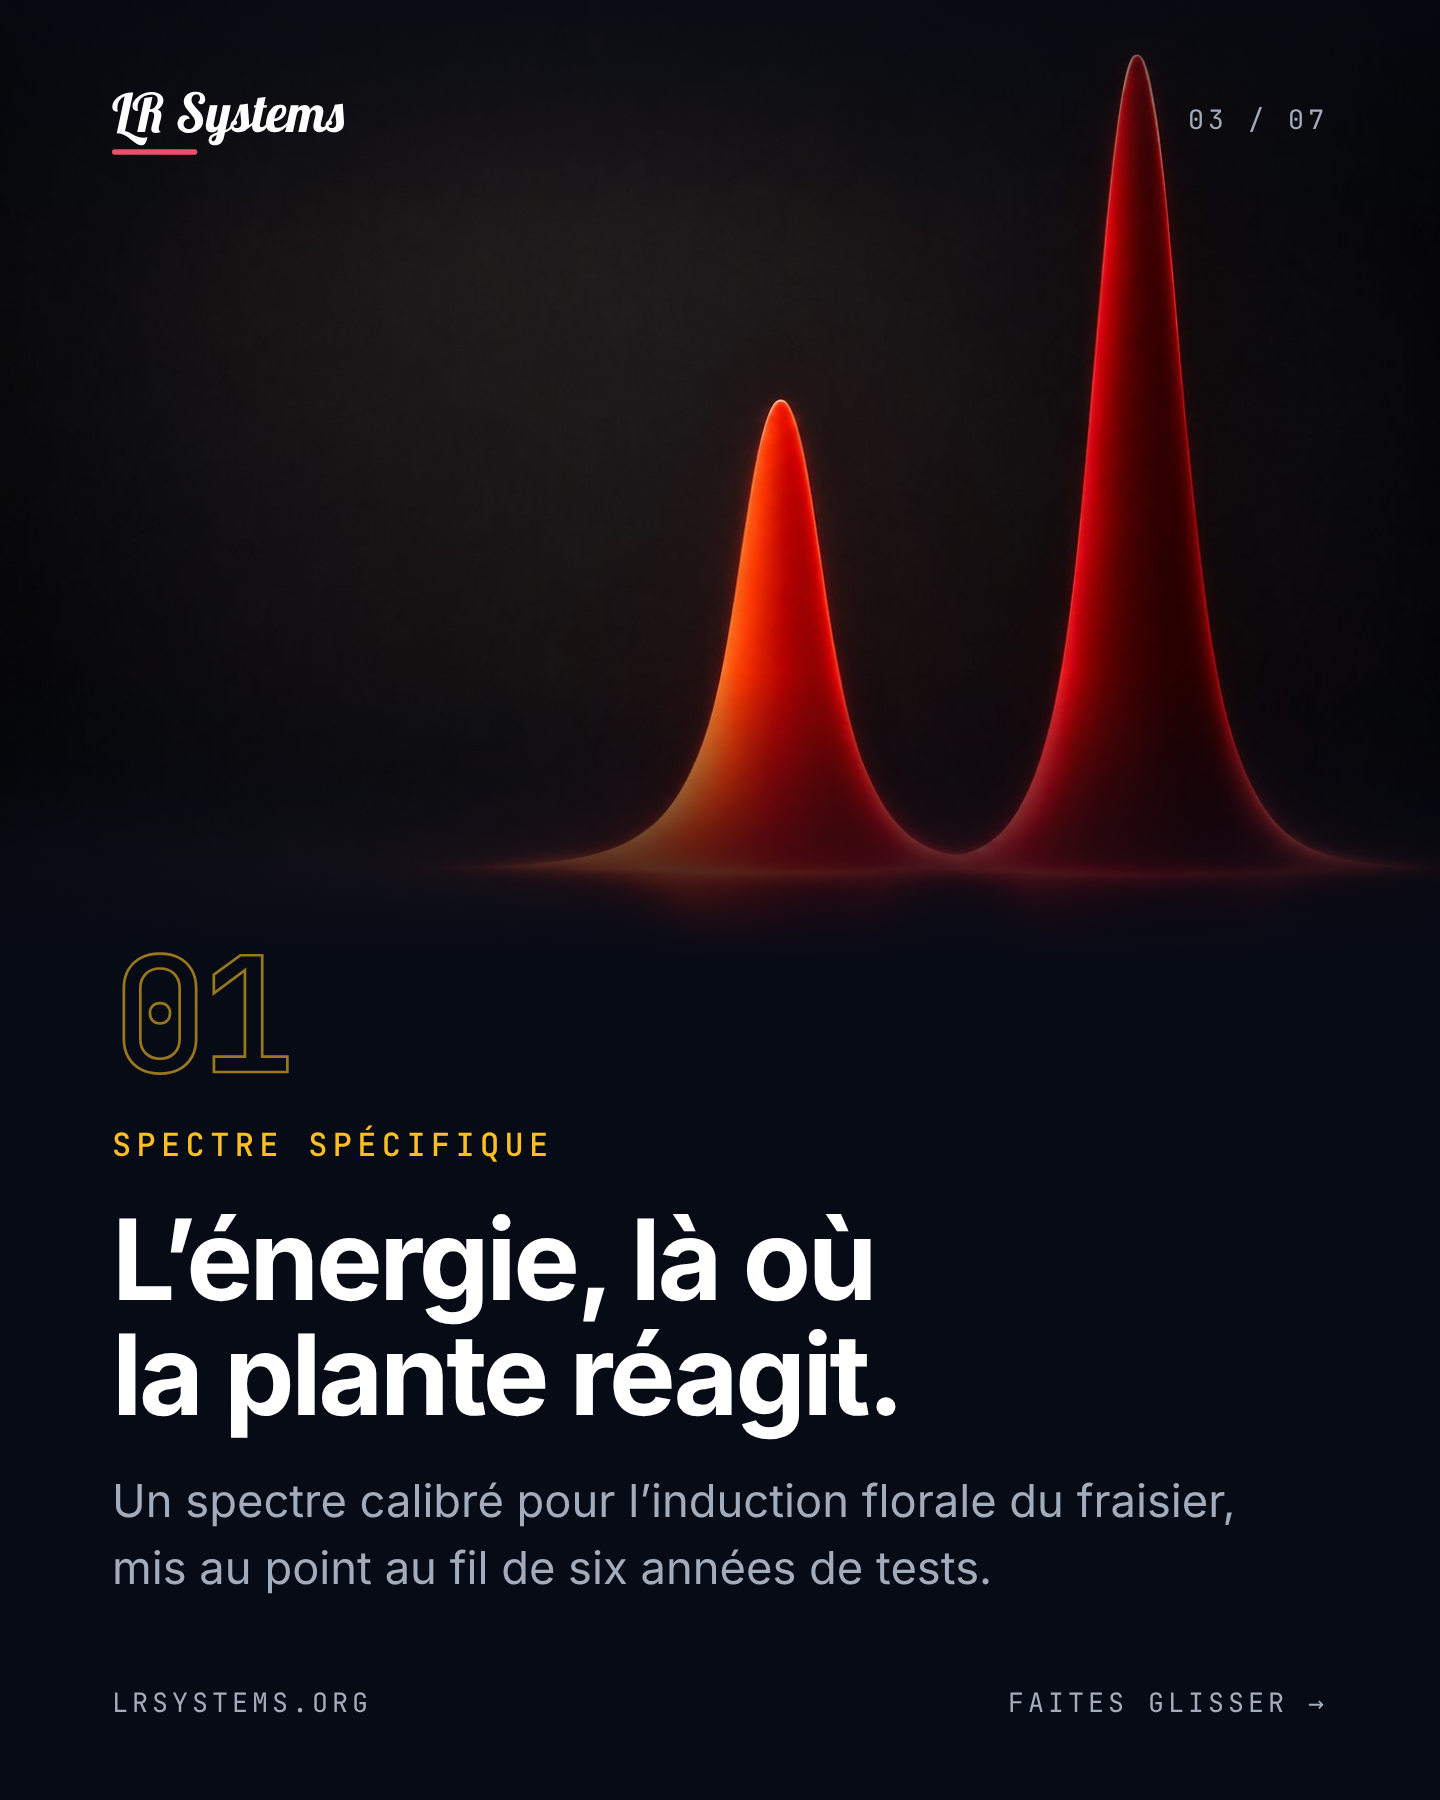 LR Systems
03 / 07
01
SPECTRE SPÉCIFIQUE
L’énergie, là où
la plante réagit.
Un spectre calibré pour l’induction florale du fraisier,
mis au point au fil de six années de tests.
LRSYSTEMS.ORG
FAITES GLISSER →